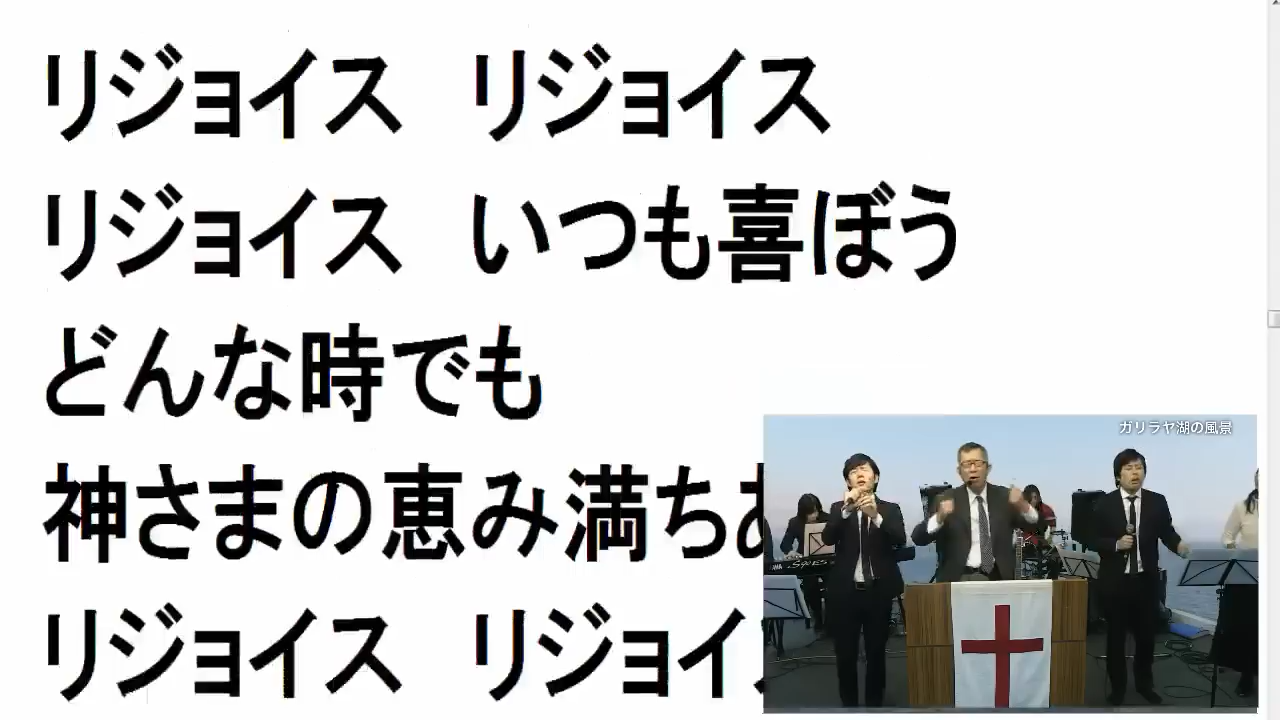 リジョイス　リジョイス
リジョイス　いつも喜ぼう
どんな時でも
神さまの恵み満ちあ
リジョイス　リジョイ
ガリラヤ湖の風景